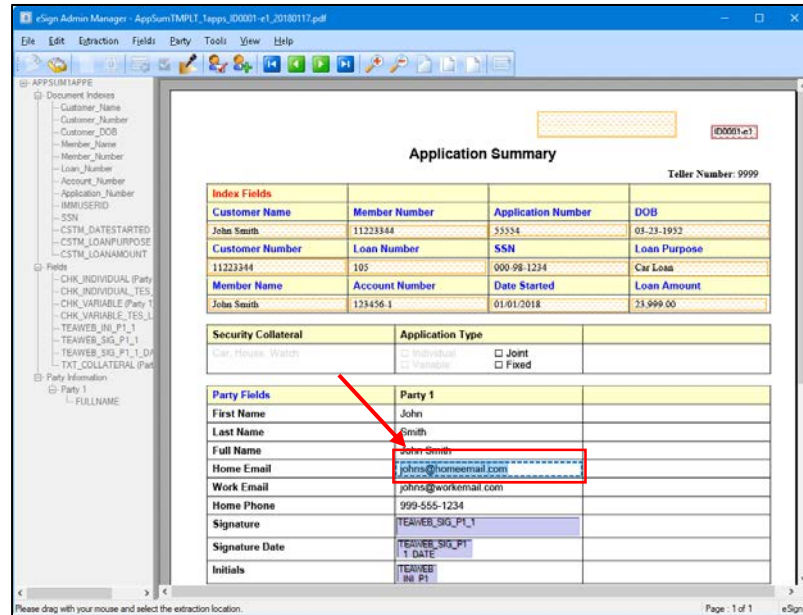 eSign Admin Manager - AppSumTMPLT_1apps_ID0001-e1_20180117.pdf
File Edit Extraction Fields Party Tools View Help
APPSUM1APPE
Document Indexes
Customer_Name
Customer_Number
Customer_DOB
Member_Name
Member_Number
Loan_Number
Account_Number
Application_Number
IMMUSERID
SSN
CSTM_DATESTARTED
CSTM_LOANPURPOSE
CSTM_LOANAMOUNT
Fields
CHK_INDIVIDUAL (Party
CHK_INDIVIDUAL_TES_
CHK_VARIABLE (Party 1
CHK_VARIABLE_TES_L
TEAWEB_INI_P1_1
TEAWEB_SIG_P1_1
TEAWEB_SIG_P1_1_DA
TXT_COLLATERAL (Part
Party Information
Party 1
FULLNAME
ID0001-e1
Application Summary
Teller Number: 9999
Index Fields
Customer Name Member Number Application Number DOB
John Smith 11223344 55554 03-23-1952
Customer Number Loan Number SSN Loan Purpose
11223344 105 000-98-1234 Car Loan
Member Name Account Number Date Started Loan Amount
John Smith 123456-1 01/01/2018 23,999.00
Security Collateral Application Type
Car, House, Watch Individual Joint
Variable Fixed
Party Fields Party 1
First Name John
Last Name Smith
Full Name John Smith
Home Email johns@homeemail.com
Work Email johns@workemail.com
Home Phone 999-555-1234
Signature TEAWEB_SIG_P1_1
Signature Date TEAWEB_SIG_P1
_1_DATE
Initials TEAWEB
_INI_P1
Please drag with your mouse and select the extraction location. Page : 1 of 1 eSign